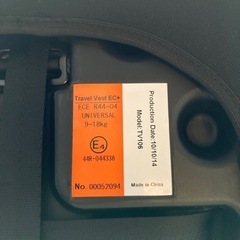 Travel Vest EC+
ECE R44-04
UNIVERSAL
9-18kg
E4
44R-044338
No. 00057094
Production Date: 10/10/14
Model: TV106
Made in China